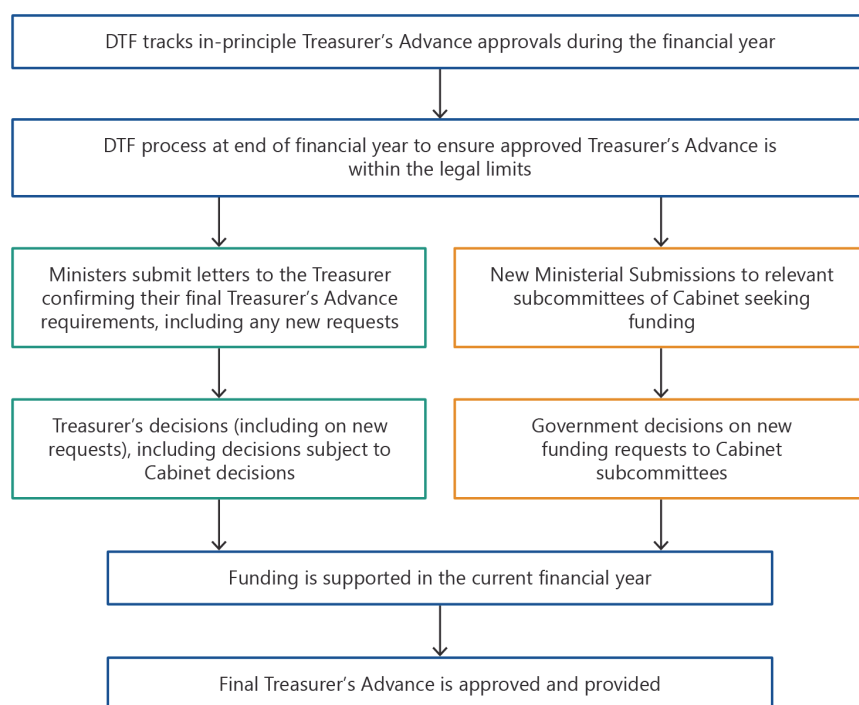 DTF tracks in-principle Treasurer's Advance approvals during the financial year
DTF process at end of financial year to ensure approved Treasurer's Advance is
within the legal limits
Ministers submit letters to the Treasurer
confirming their final Treasurer's Advance
requirements, including any new requests
New Ministerial Submissions to relevant
subcommittees of Cabinet seeking
funding
Treasurer's decisions (including on new
requests), including decisions subject to
Cabinet decisions
Government decisions on new
funding requests to Cabinet
subcommittees
Funding is supported in the current financial year
Final Treasurer's Advance is approved and provided